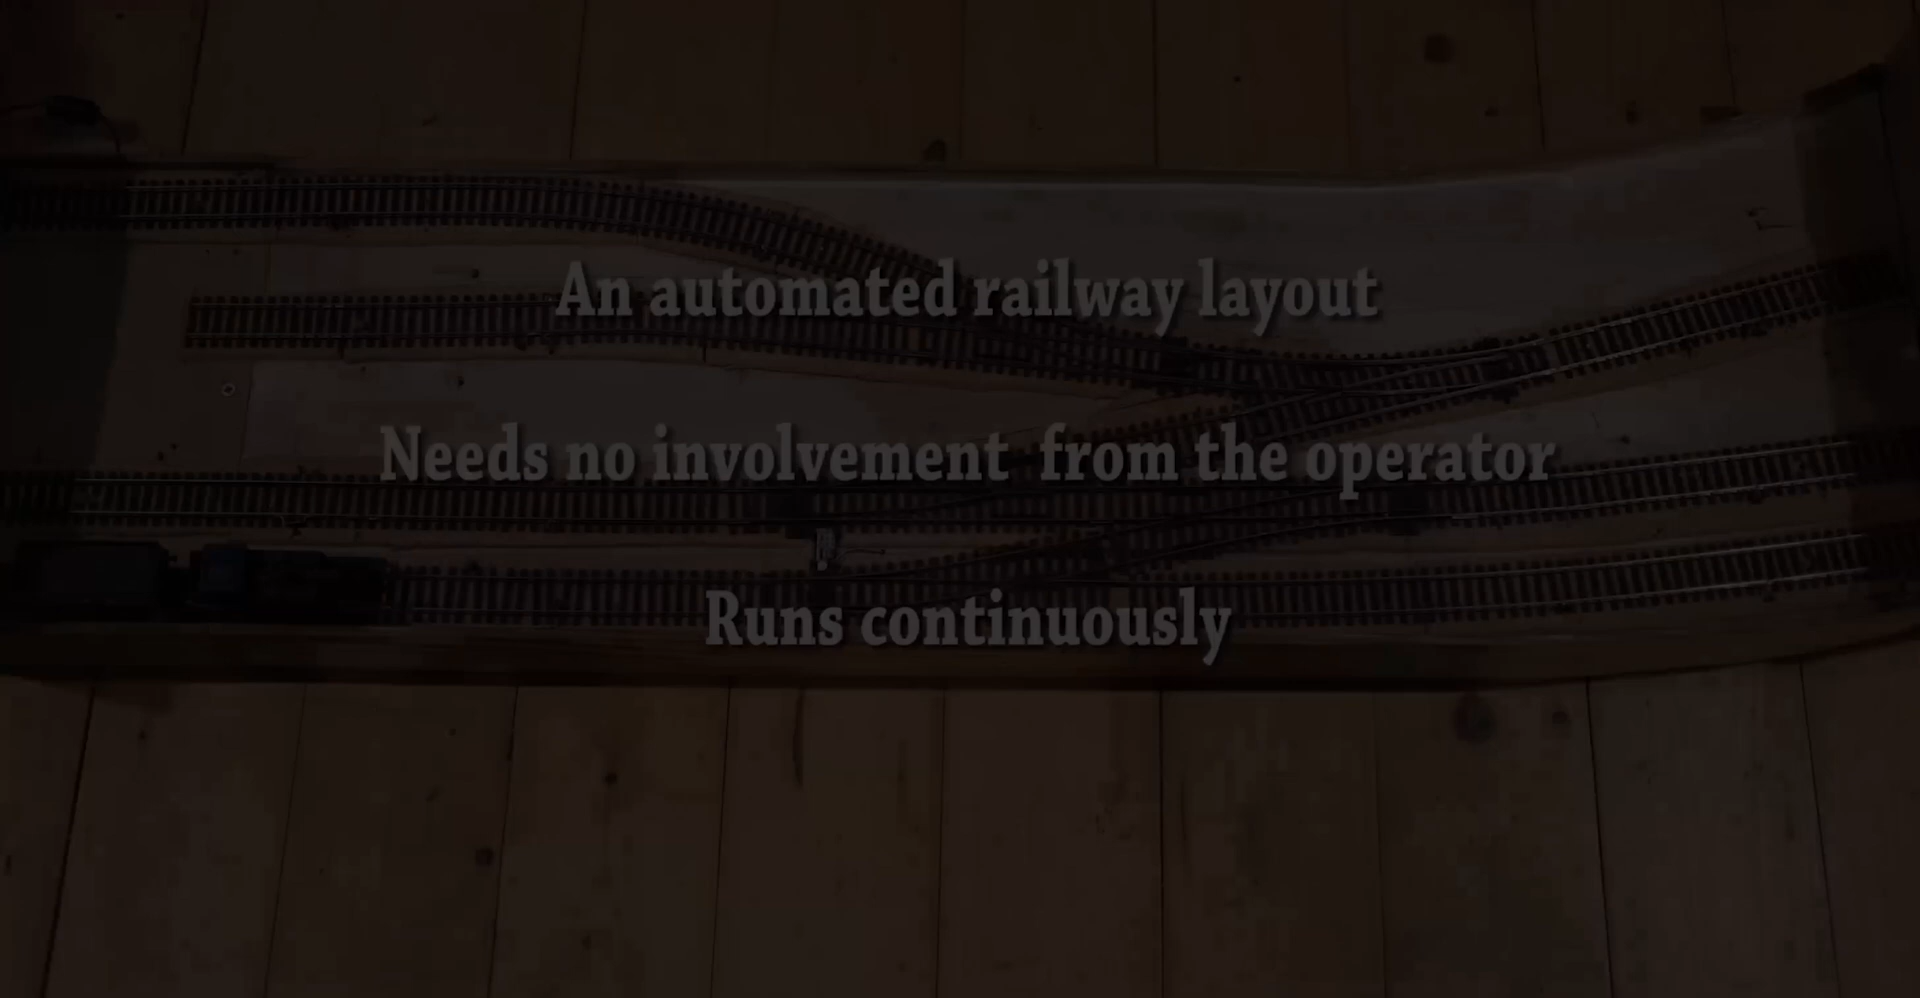 An automated railway layout
Needs no involvement  from the operator
Runs continuously